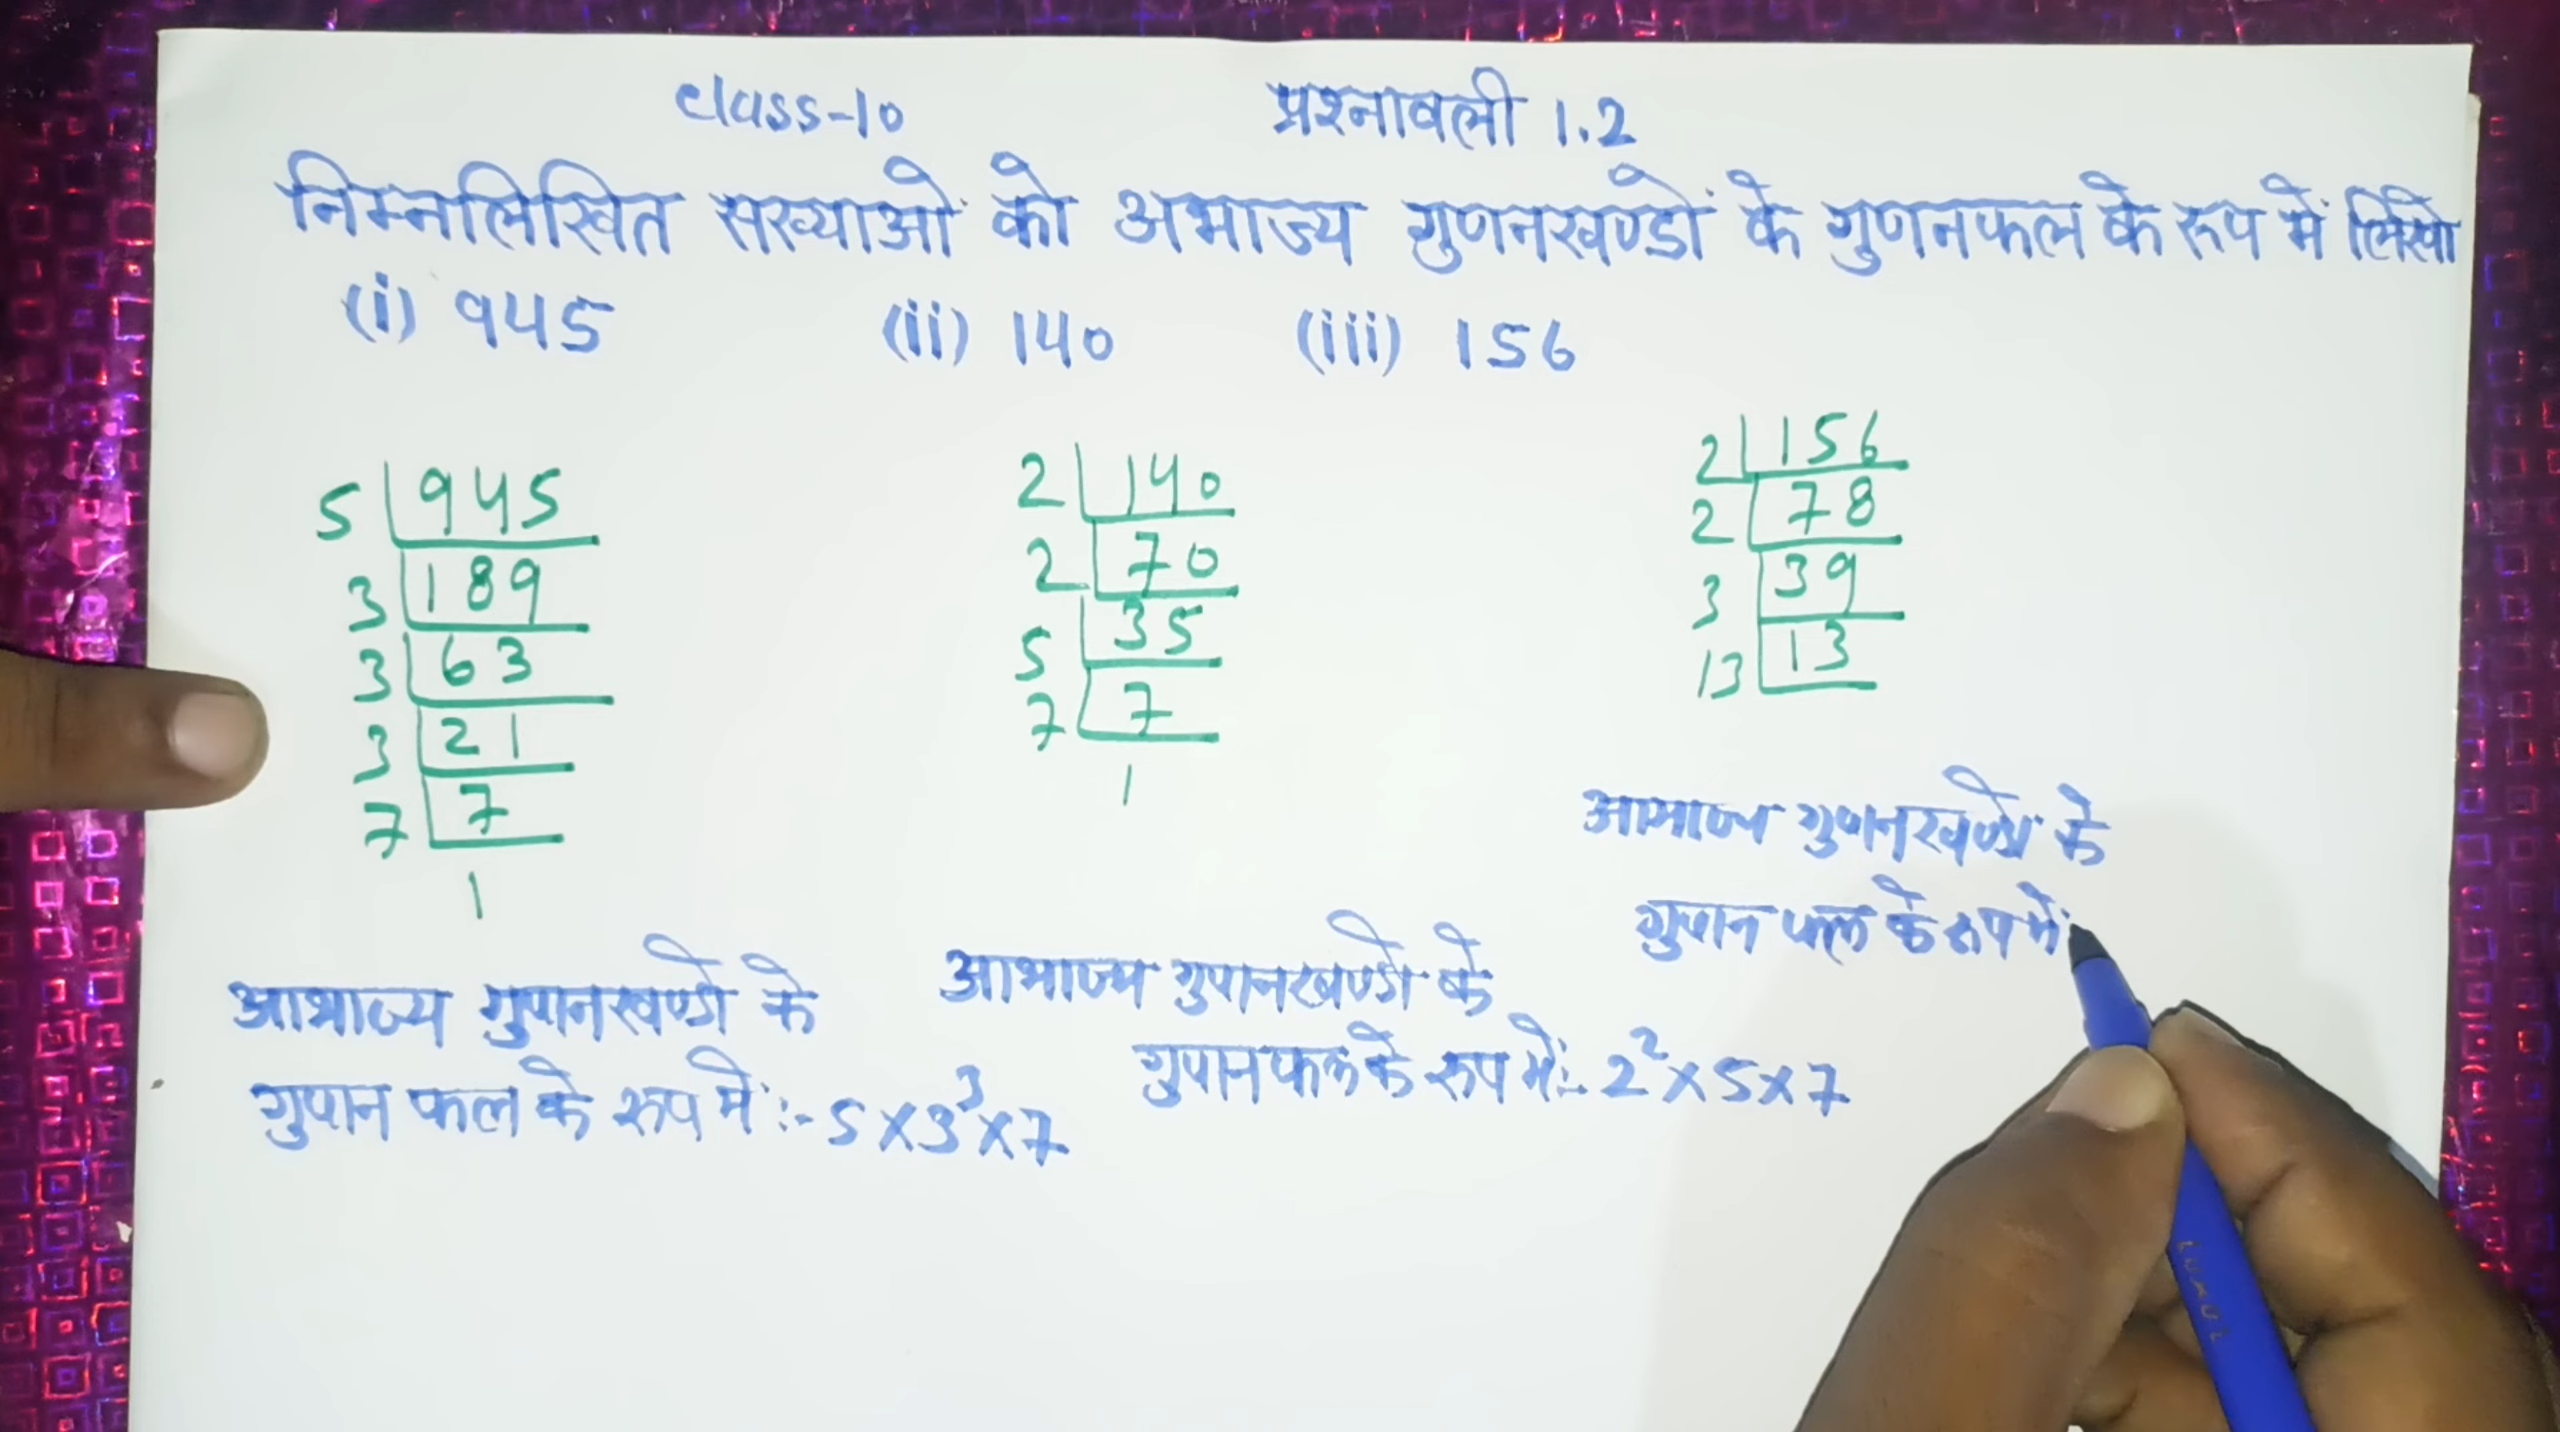 class-10 प्रश्नावली 1.2
निम्नलिखित सख्याओं को अभाज्य गुणनखण्डों के गुणनफल के रूप में लिखो
(i) 945 (ii) 140 (iii) 156
5 945
3 189
3 63
3 21
7 7
1
2 140
2 70
5 35
7 7
1
2 156
2 78
3 39
13 13
आभाज्य गुणनखण्डो के
गुणन फल के रूप में :- 5 × 3³ × 7
आभाज्य गुणनखण्डो के
गुणनफल के रूप में :- 2² × 5 × 7
आभाज्य गुणनखण्डो के
गुणन फल के रूप में